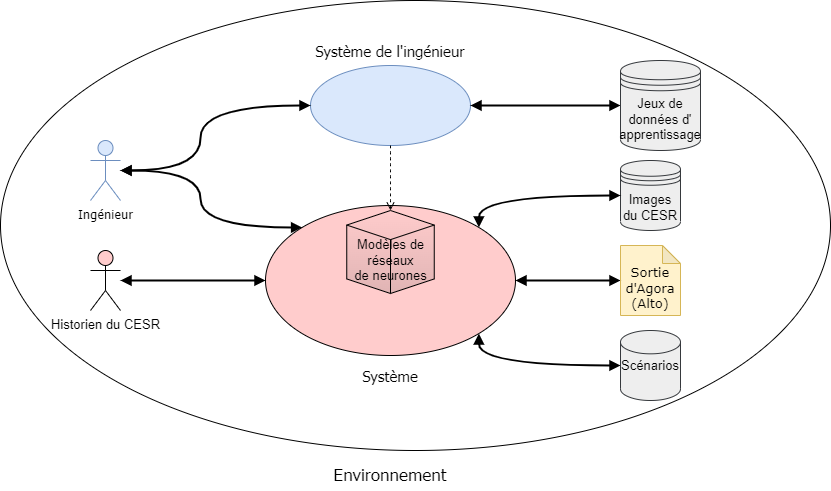 Système de l'ingénieur
Jeux de
données d'
apprentissage
Ingénieur
Images
du CESR
Modèles de
réseaux
de neurones
Sortie
d'Agora
(Alto)
Historien du CESR
Scénarios
Système
Environnement